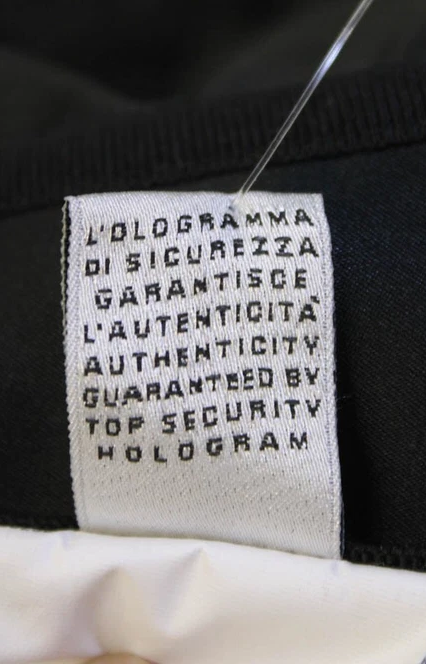 L'OLOGRAMMA
DI SICUREZZA
GARANTISCE
L'AUTENTICITÀ
AUTHENTICITY
GUARANTEED BY
TOP SECURITY
HOLOGRAM